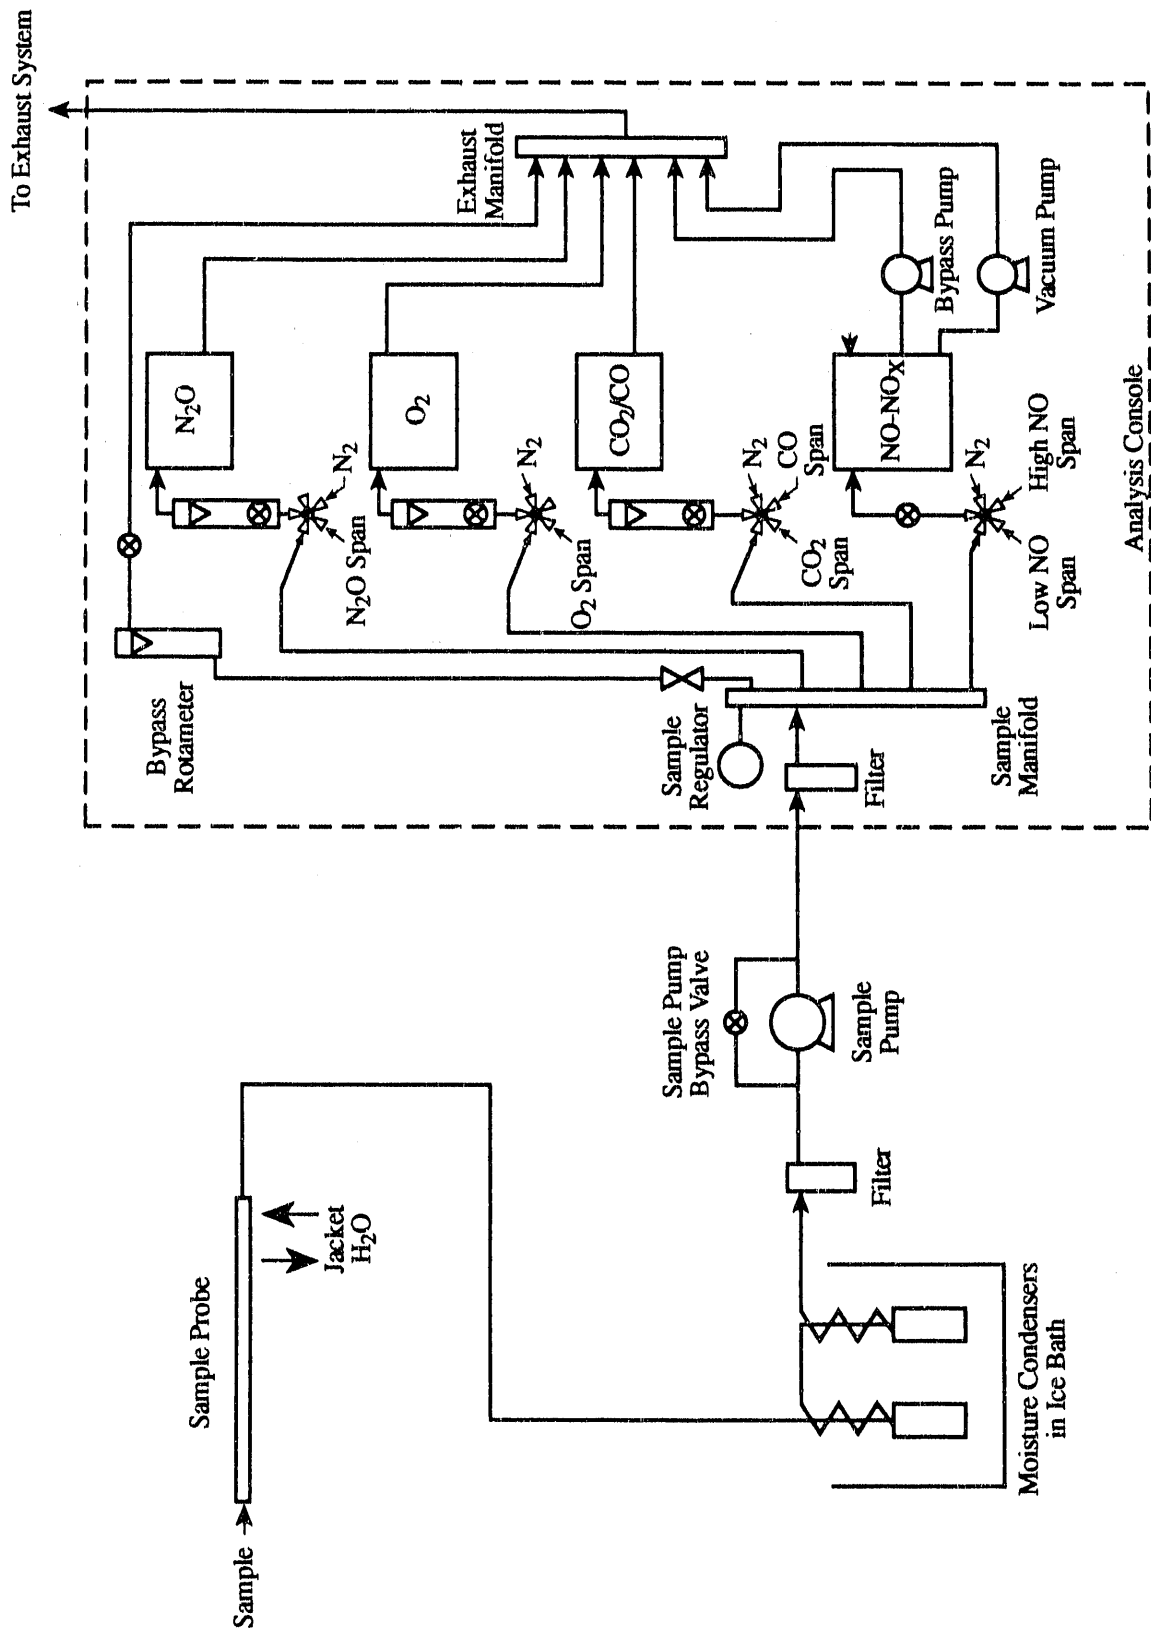 To Exhaust System
Exhaust
Manifold
N2O
O2
CO2/CO
NO-NOX
Bypass Pump
Vacuum Pump
N2
N2O Span
N2
O2 Span
N2
CO
Span
CO2
Span
N2
High NO
Span
Low NO
Span
Analysis Console
Bypass
Rotameter
Sample
Regulator
Filter
Sample
Manifold
Sample Pump
Bypass Valve
Sample
Pump
Filter
Sample Probe
Jacket
H2O
Sample
Moisture Condensers
in Ice Bath